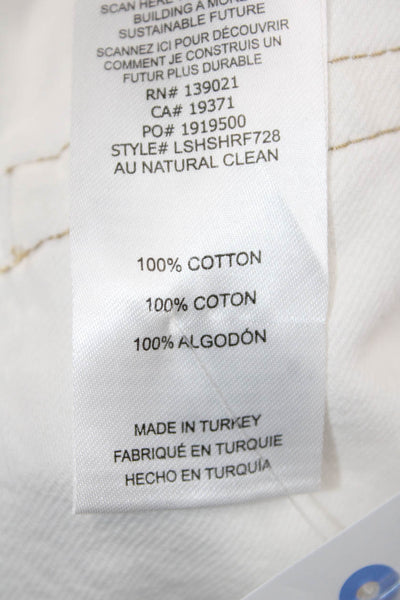 SCAN HERE
BUILDING A MORE
SUSTAINABLE FUTURE
SCANNEZ ICI POUR DÉCOUVRIR
COMMENT JE CONSTRUIS UN
FUTUR PLUS DURABLE
RN# 139021
CA# 19371
PO# 1919500
STYLE# LSHSHRF728
AU NATURAL CLEAN
100% COTTON
100% COTON
100% ALGODÓN
MADE IN TURKEY
FABRIQUÉ EN TURQUIE
HECHO EN TURQUÍA